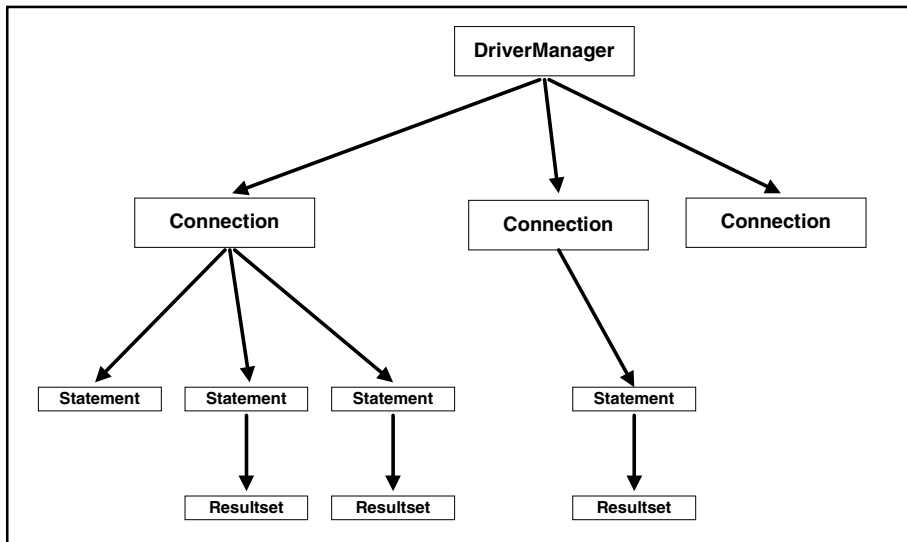 DriverManager
Connection
Connection
Connection
Statement
Statement
Statement
Statement
Resultset
Resultset
Resultset